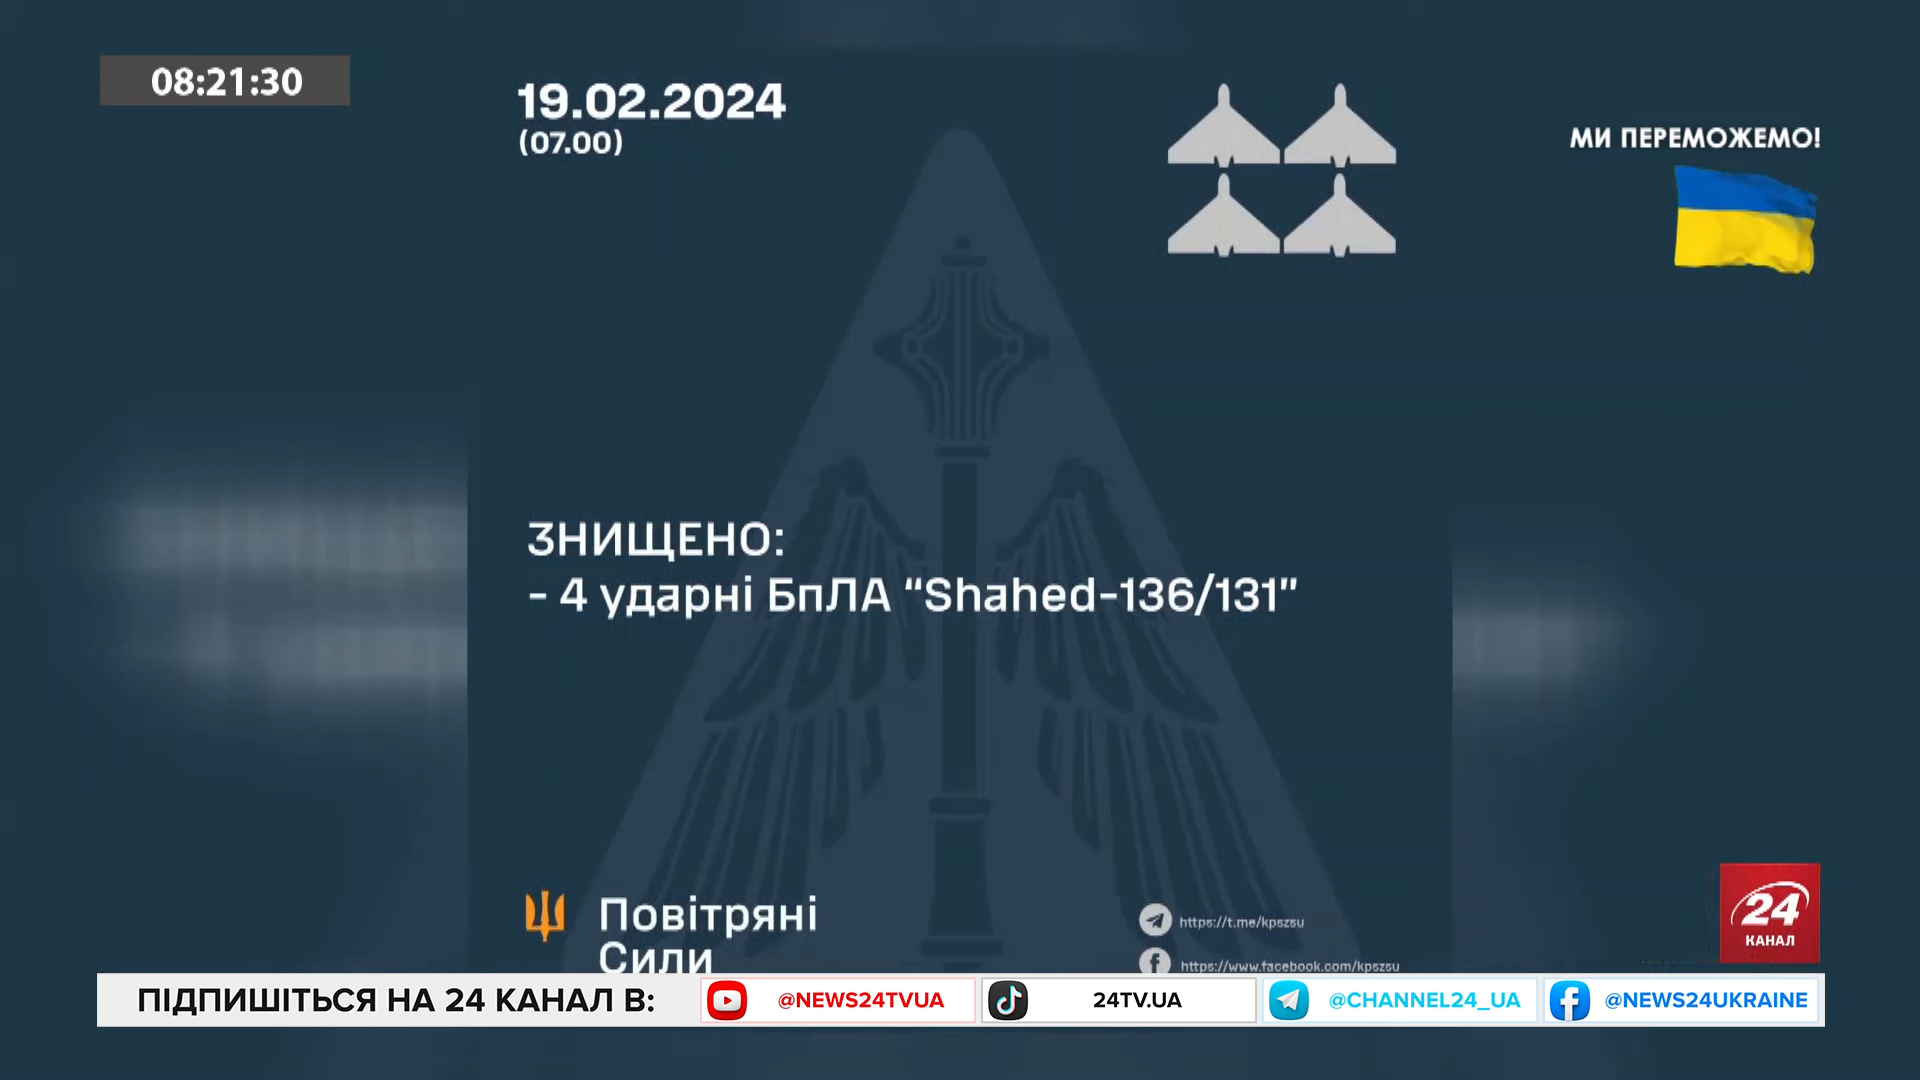 08:21:30
19.02.2024
(07.00)
МИ ПЕРЕМОЖЕМО!
ЗНИЩЕНО:
- 4 ударні БпЛА “Shahed-136/131”
Повітряні
Сили
https://t.me/kpszsu
https://www.facebook.com/kpszsu
24
КАНАЛ
ПІДПИШІТЬСЯ НА 24 КАНАЛ В:
@NEWS24TVUA
24TV.UA
@CHANNEL24_UA
@NEWS24UKRAINE